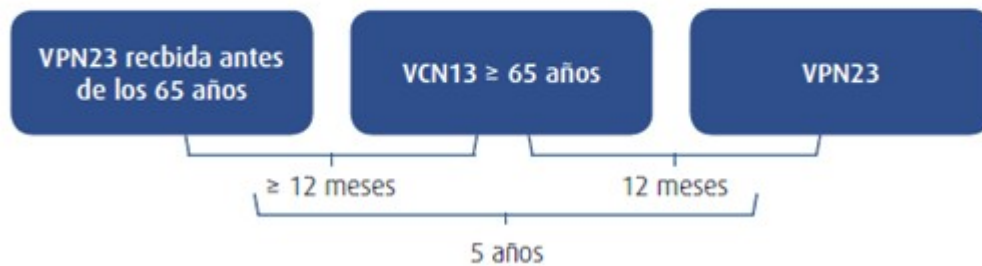 VPN23 recbida antes
de los 65 años
VCN13 ≥ 65 años
VPN23
≥ 12 meses
12 meses
5 años